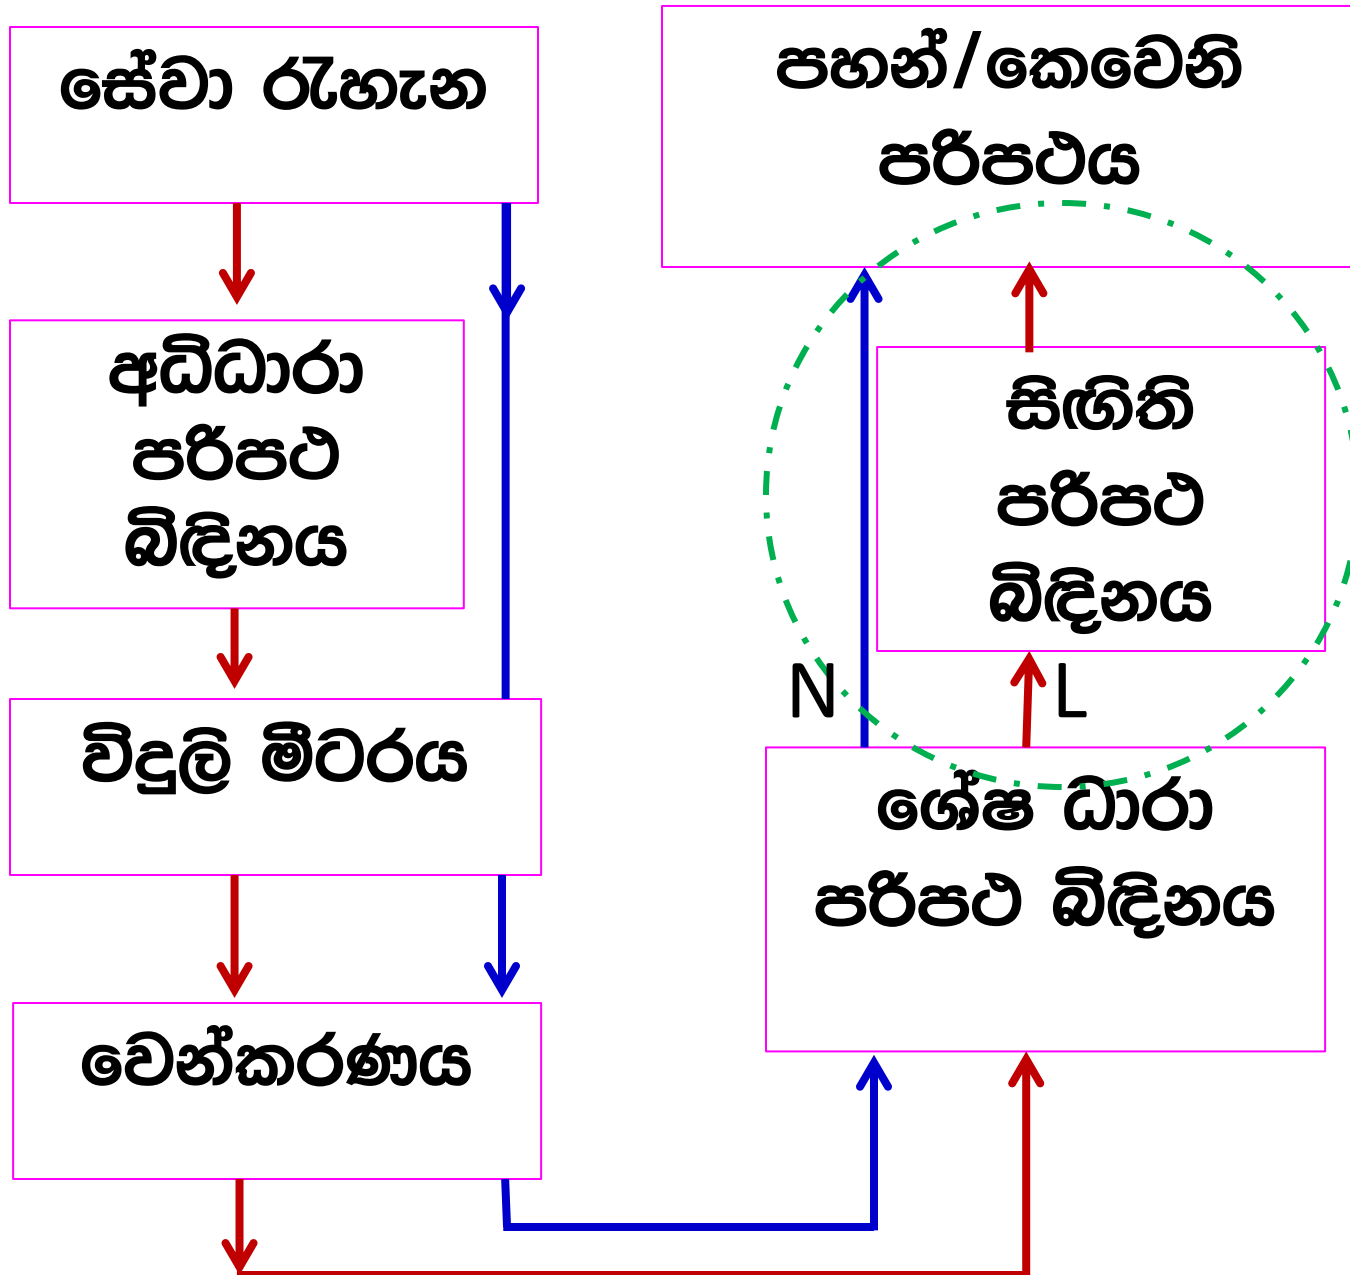 සේවා රැහැන
අධිධාරා
පරිපථ
බිඳිනය
විදුලි මීටරය
වෙන්කරණය
පහන්/කෙවෙනි
පරිපථය
සිඟිති
පරිපථ
බිඳිනය
N L
ශේෂ ධාරා
පරිපථ බිඳිනය